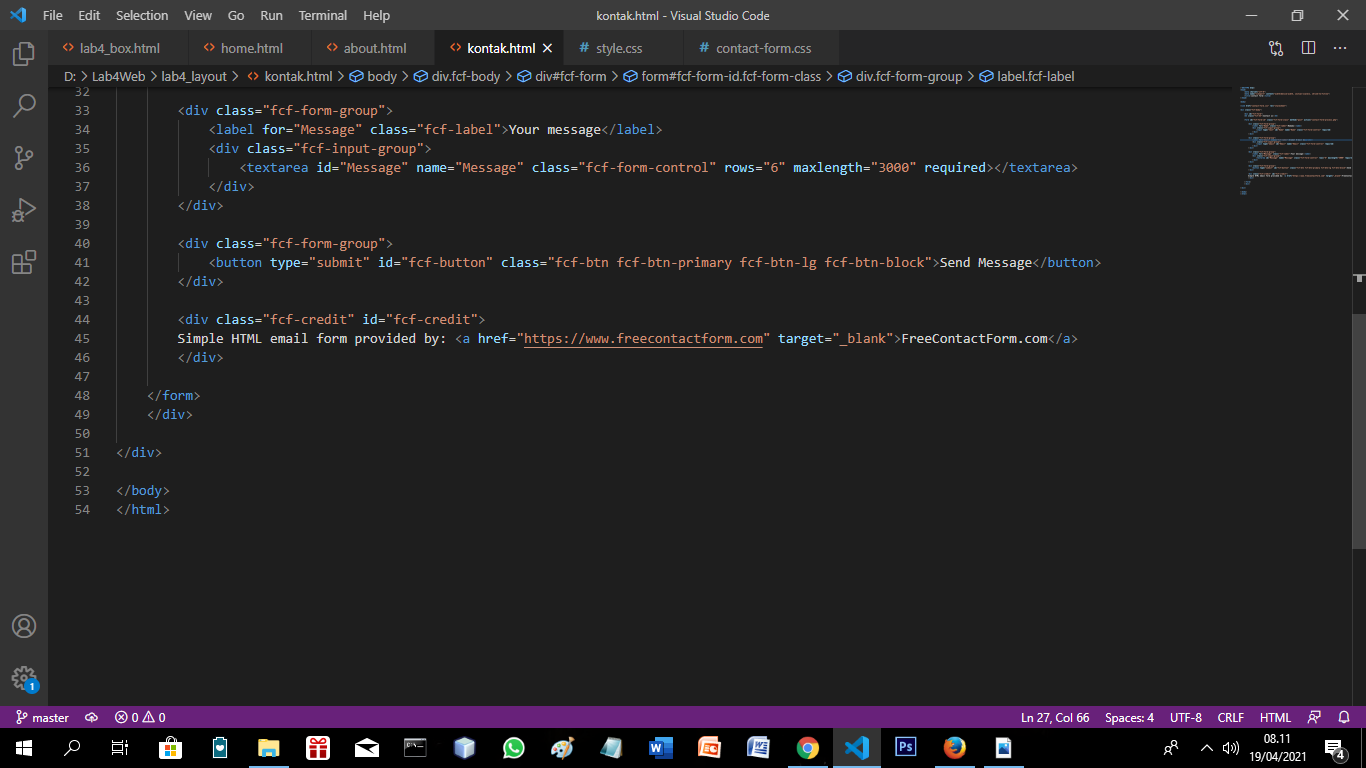 File Edit Selection View Go Run Terminal Help kontak.html - Visual Studio Code
lab4_box.html home.html about.html kontak.html # style.css # contact-form.css
D: > Lab4Web > lab4_layout > kontak.html > body > div.fcf-body > div#fcf-form > form#fcf-form-id.fcf-form-class > div.fcf-form-group > label.fcf-label
32
33 <div class="fcf-form-group">
34 <label for="Message" class="fcf-label">Your message</label>
35 <div class="fcf-input-group">
36 <textarea id="Message" name="Message" class="fcf-form-control" rows="6" maxlength="3000" required></textarea>
37 </div>
38 </div>
39
40 <div class="fcf-form-group">
41 <button type="submit" id="fcf-button" class="fcf-btn fcf-btn-primary fcf-btn-lg fcf-btn-block">Send Message</button>
42 </div>
43
44 <div class="fcf-credit" id="fcf-credit">
45 Simple HTML email form provided by: <a href="https://www.freecontactform.com" target="_blank">FreeContactForm.com</a>
46 </div>
47
48 </form>
49 </div>
50
51 </div>
52
53 </body>
54 </html>
1
master 0 0 Ln 27, Col 66 Spaces: 4 UTF-8 CRLF HTML
08.11
19/04/2021
4